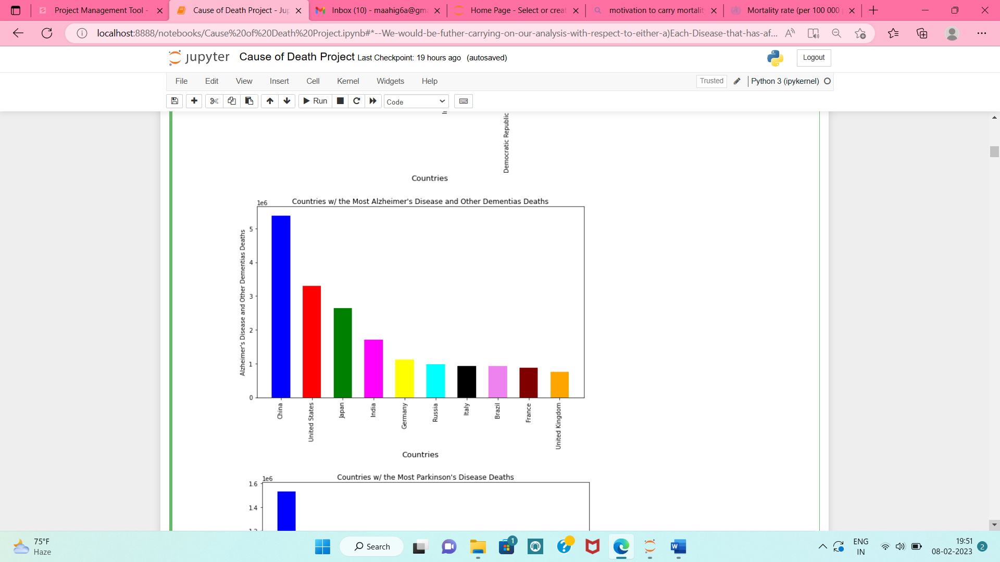 Project Management Tool -
Cause of Death Project - Jup
Inbox (10) - maahig6a@gm
Home Page - Select or creat
motivation to carry mortalit
Mortality rate (per 100 000
localhost:8888/notebooks/Cause%20of%20Death%20Project.ipynb#*--We-would-be-futher-carrying-on-our-analysis-with-respect-to-either-a)Each-Disease-that-has-af...
jupyter Cause of Death Project Last Checkpoint: 19 hours ago (autosaved)
Logout
File Edit View Insert Cell Kernel Widgets Help
Trusted
Python 3 (ipykernel)
Run
Code
Democratic Republic
Countries
1e6
Countries w/ the Most Alzheimer's Disease and Other Dementias Deaths
Alzheimer's Disease and Other Dementias Deaths
5
4
3
2
1
0
China
United States
Japan
India
Germany
Russia
Italy
Brazil
France
United Kingdom
Countries
1e6
Countries w/ the Most Parkinson's Disease Deaths
1.6
1.4
75°F
Haze
Search
1
ENG
IN
19:51
08-02-2023
2